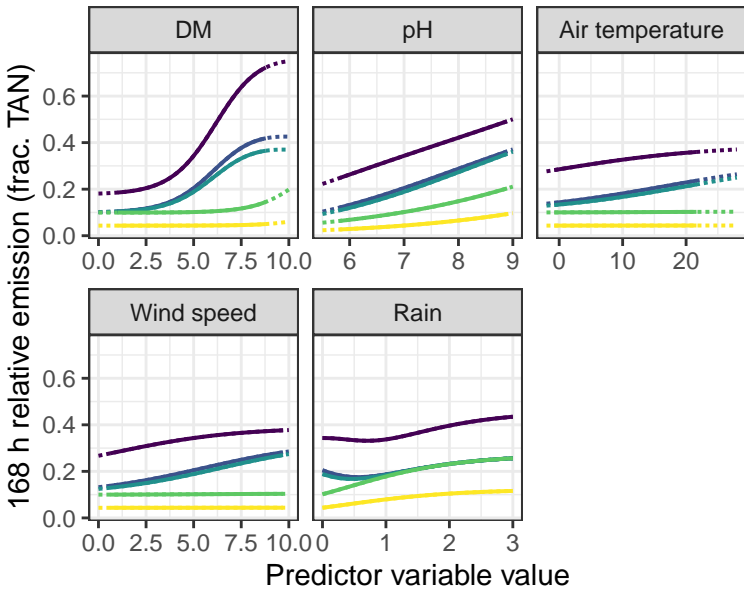 DM pH Air temperature
0.6
0.4
0.2
0.0
0.0 2.5 5.0 7.5 10.0 6 7 8 9 0 10 20
Wind speed Rain
0.6
0.4
0.2
0.0
0.0 2.5 5.0 7.5 10.0 0 1 2 3
168 h relative emission (frac. TAN)
Predictor variable value